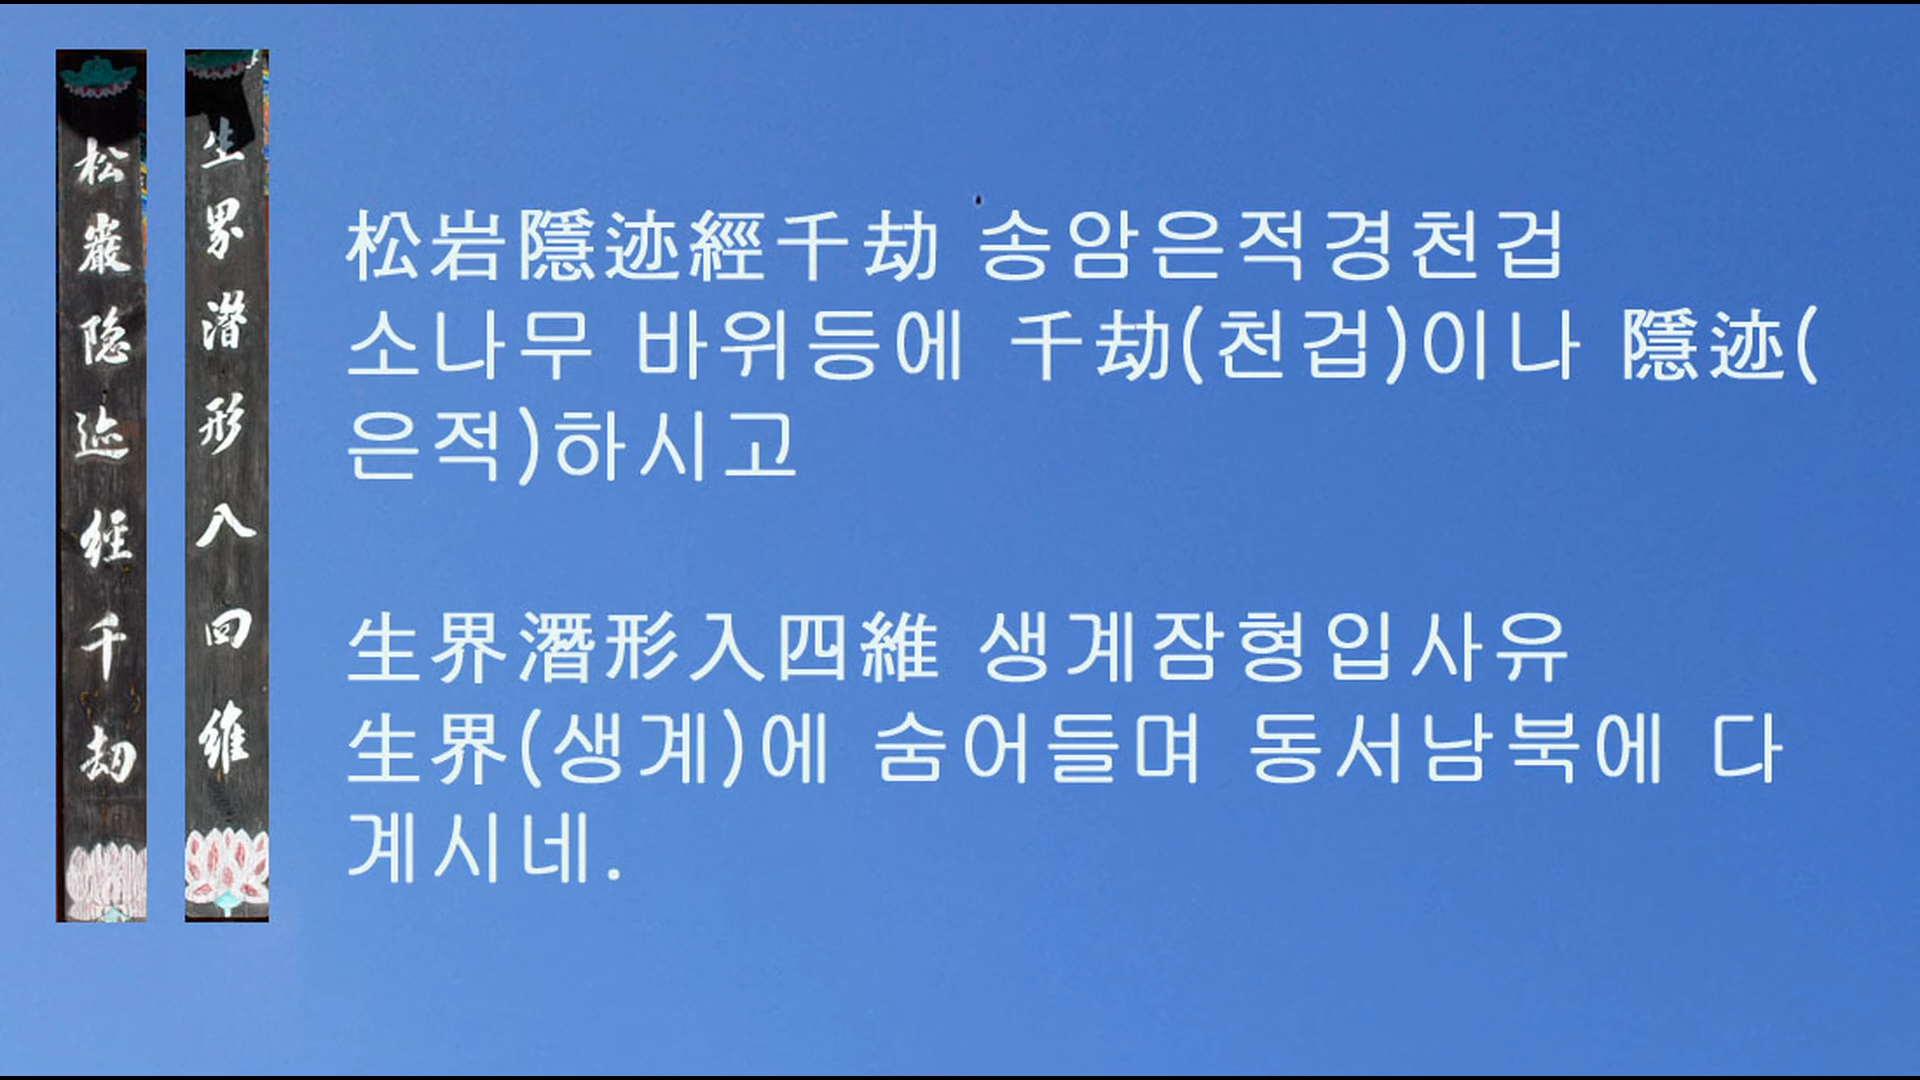 松巖隐迹経千劫
生界潛形入四維
松岩隱迹經千劫 송암은적경천겁
소나무 바위등에 千劫(천겁)이나 隱迹(
은적)하시고
生界潛形入四維 생계잠형입사유
生界(생계)에 숨어들며 동서남북에 다
계시네.